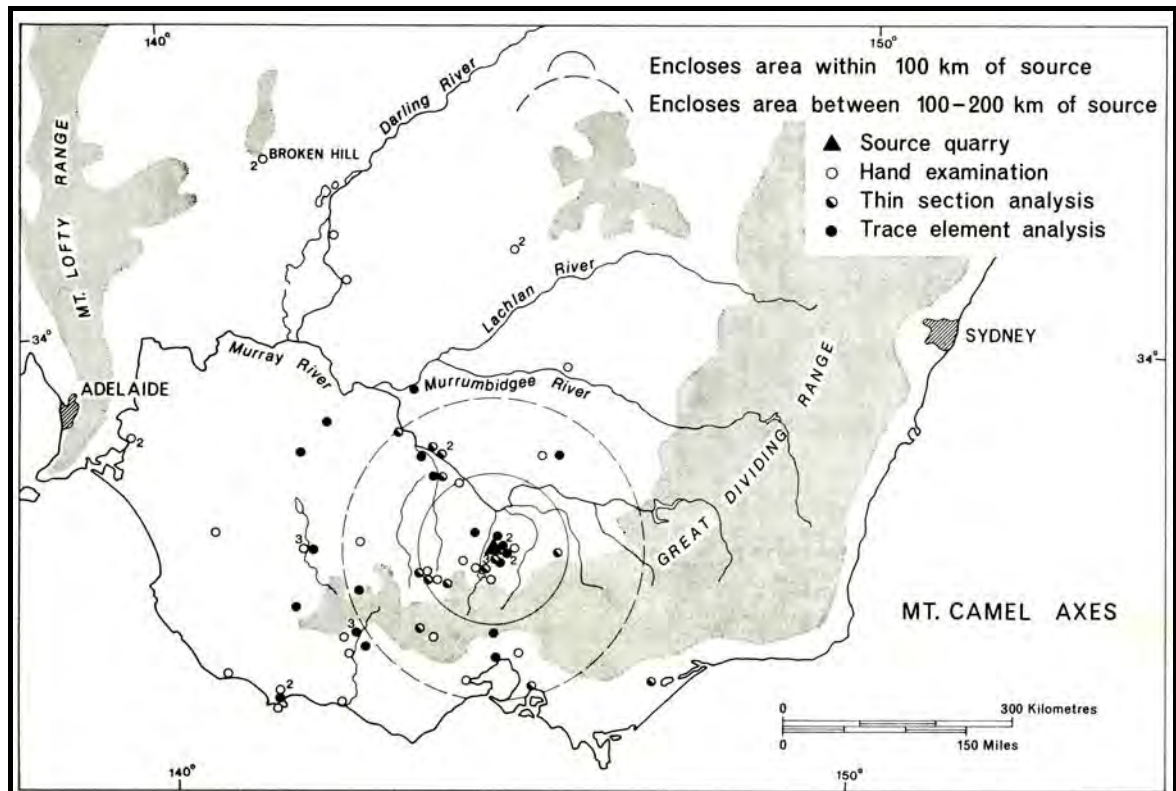 140°
150°
Darling River
Encloses area within 100 km of source
Encloses area between 100-200 km of source
Source quarry
Hand examination
Thin section analysis
Trace element analysis
2
BROKEN HILL
MT. LOFTY RANGE
2
Lachlan River
34°
34°
SYDNEY
Murray River
Murrumbidgee River
ADELAIDE
2
2
GREAT DIVIDING RANGE
2
3
3
2
3
2
MT. CAMEL AXES
0 300 Kilometres
0 150 Miles
140°
150°